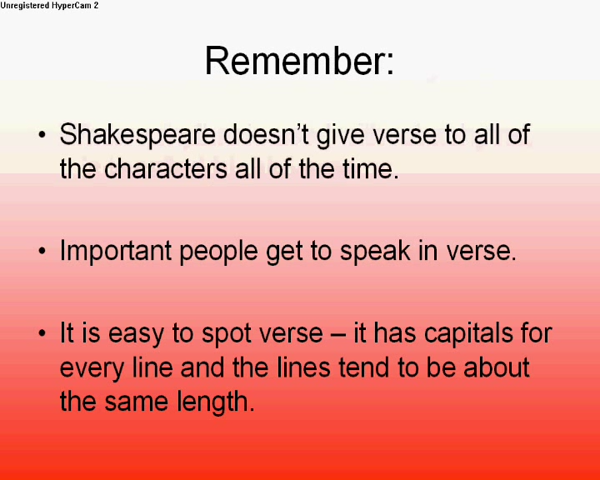 Unregistered HyperCam 2
Remember:
• Shakespeare doesn’t give verse to all of
the characters all of the time.
• Important people get to speak in verse.
• It is easy to spot verse – it has capitals for
every line and the lines tend to be about
the same length.